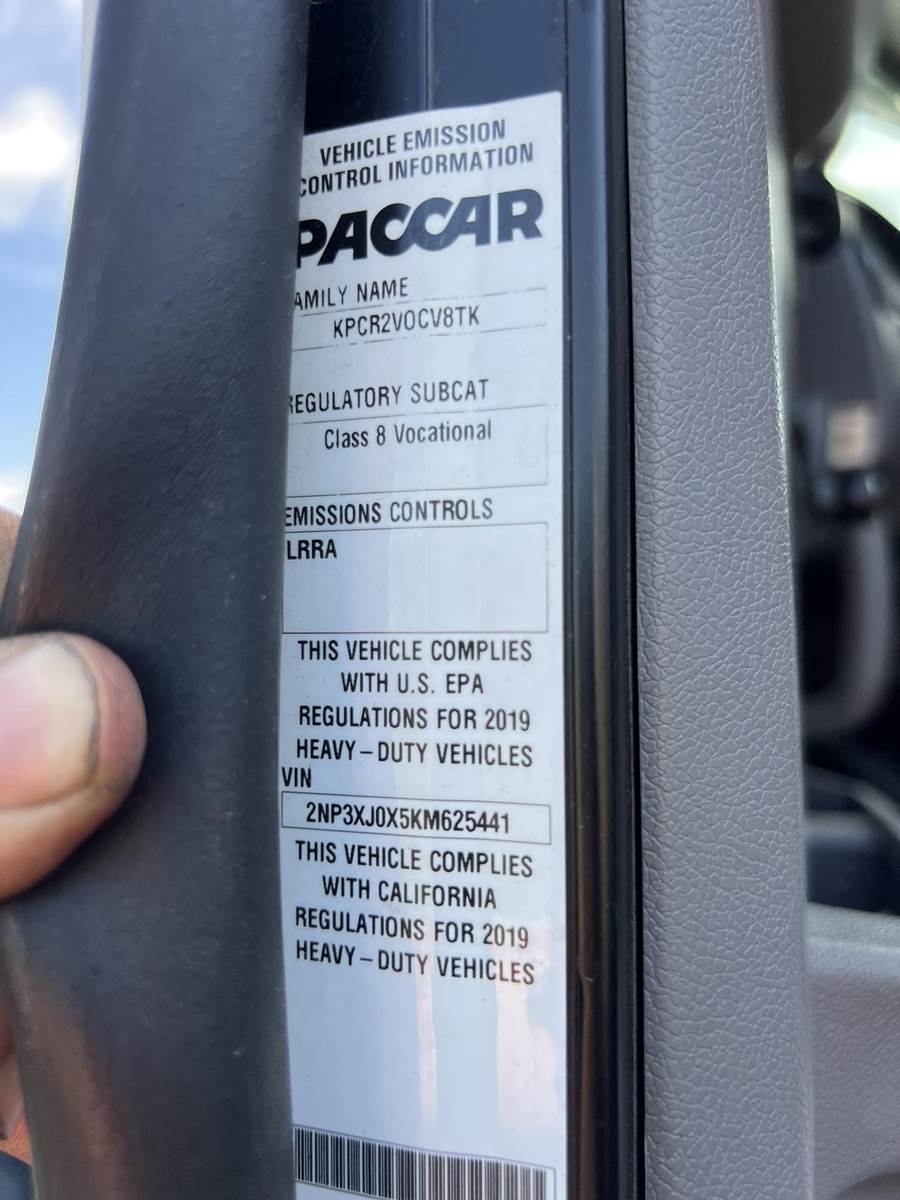 VEHICLE EMISSION
CONTROL INFORMATION
PACCAR
AMILY NAME
KPCR2VOCV8TK
REGULATORY SUBCAT
Class 8 Vocational
EMISSIONS CONTROLS
LRRA
THIS VEHICLE COMPLIES
WITH U.S. EPA
REGULATIONS FOR 2019
HEAVY-DUTY VEHICLES
VIN
2NP3XJ0X5KM625441
THIS VEHICLE COMPLIES
WITH CALIFORNIA
REGULATIONS FOR 2019
HEAVY-DUTY VEHICLES